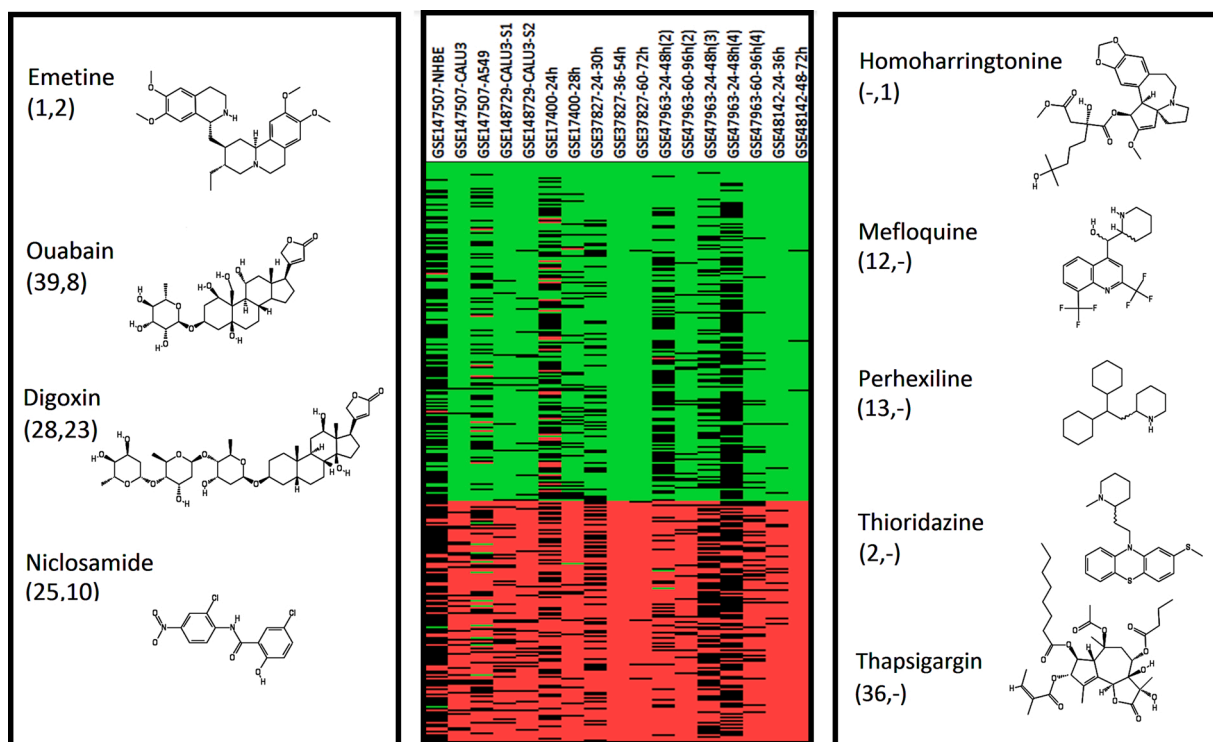 Emetine
(1,2)
Ouabain
(39,8)
Digoxin
(28,23)
Niclosamide
(25,10)
GSE147507-NHBE
GSE147507-CALU3
GSE147507-A549
GSE148729-CALU3-S1
GSE148729-CALU3-S2
GSE17400-24h
GSE17400-28h
GSE37827-24-30h
GSE37827-36-54h
GSE37827-60-72h
GSE47963-24-48h(2)
GSE47963-60-96h(2)
GSE47963-24-48h(3)
GSE47963-24-48h(4)
GSE47963-60-96h(4)
GSE48142-24-36h
GSE48142-48-72h
Homoharringtonine
(-,1)
Mefloquine
(12,-)
Perhexiline
(13,-)
Thioridazine
(2,-)
Thapsigargin
(36,-)